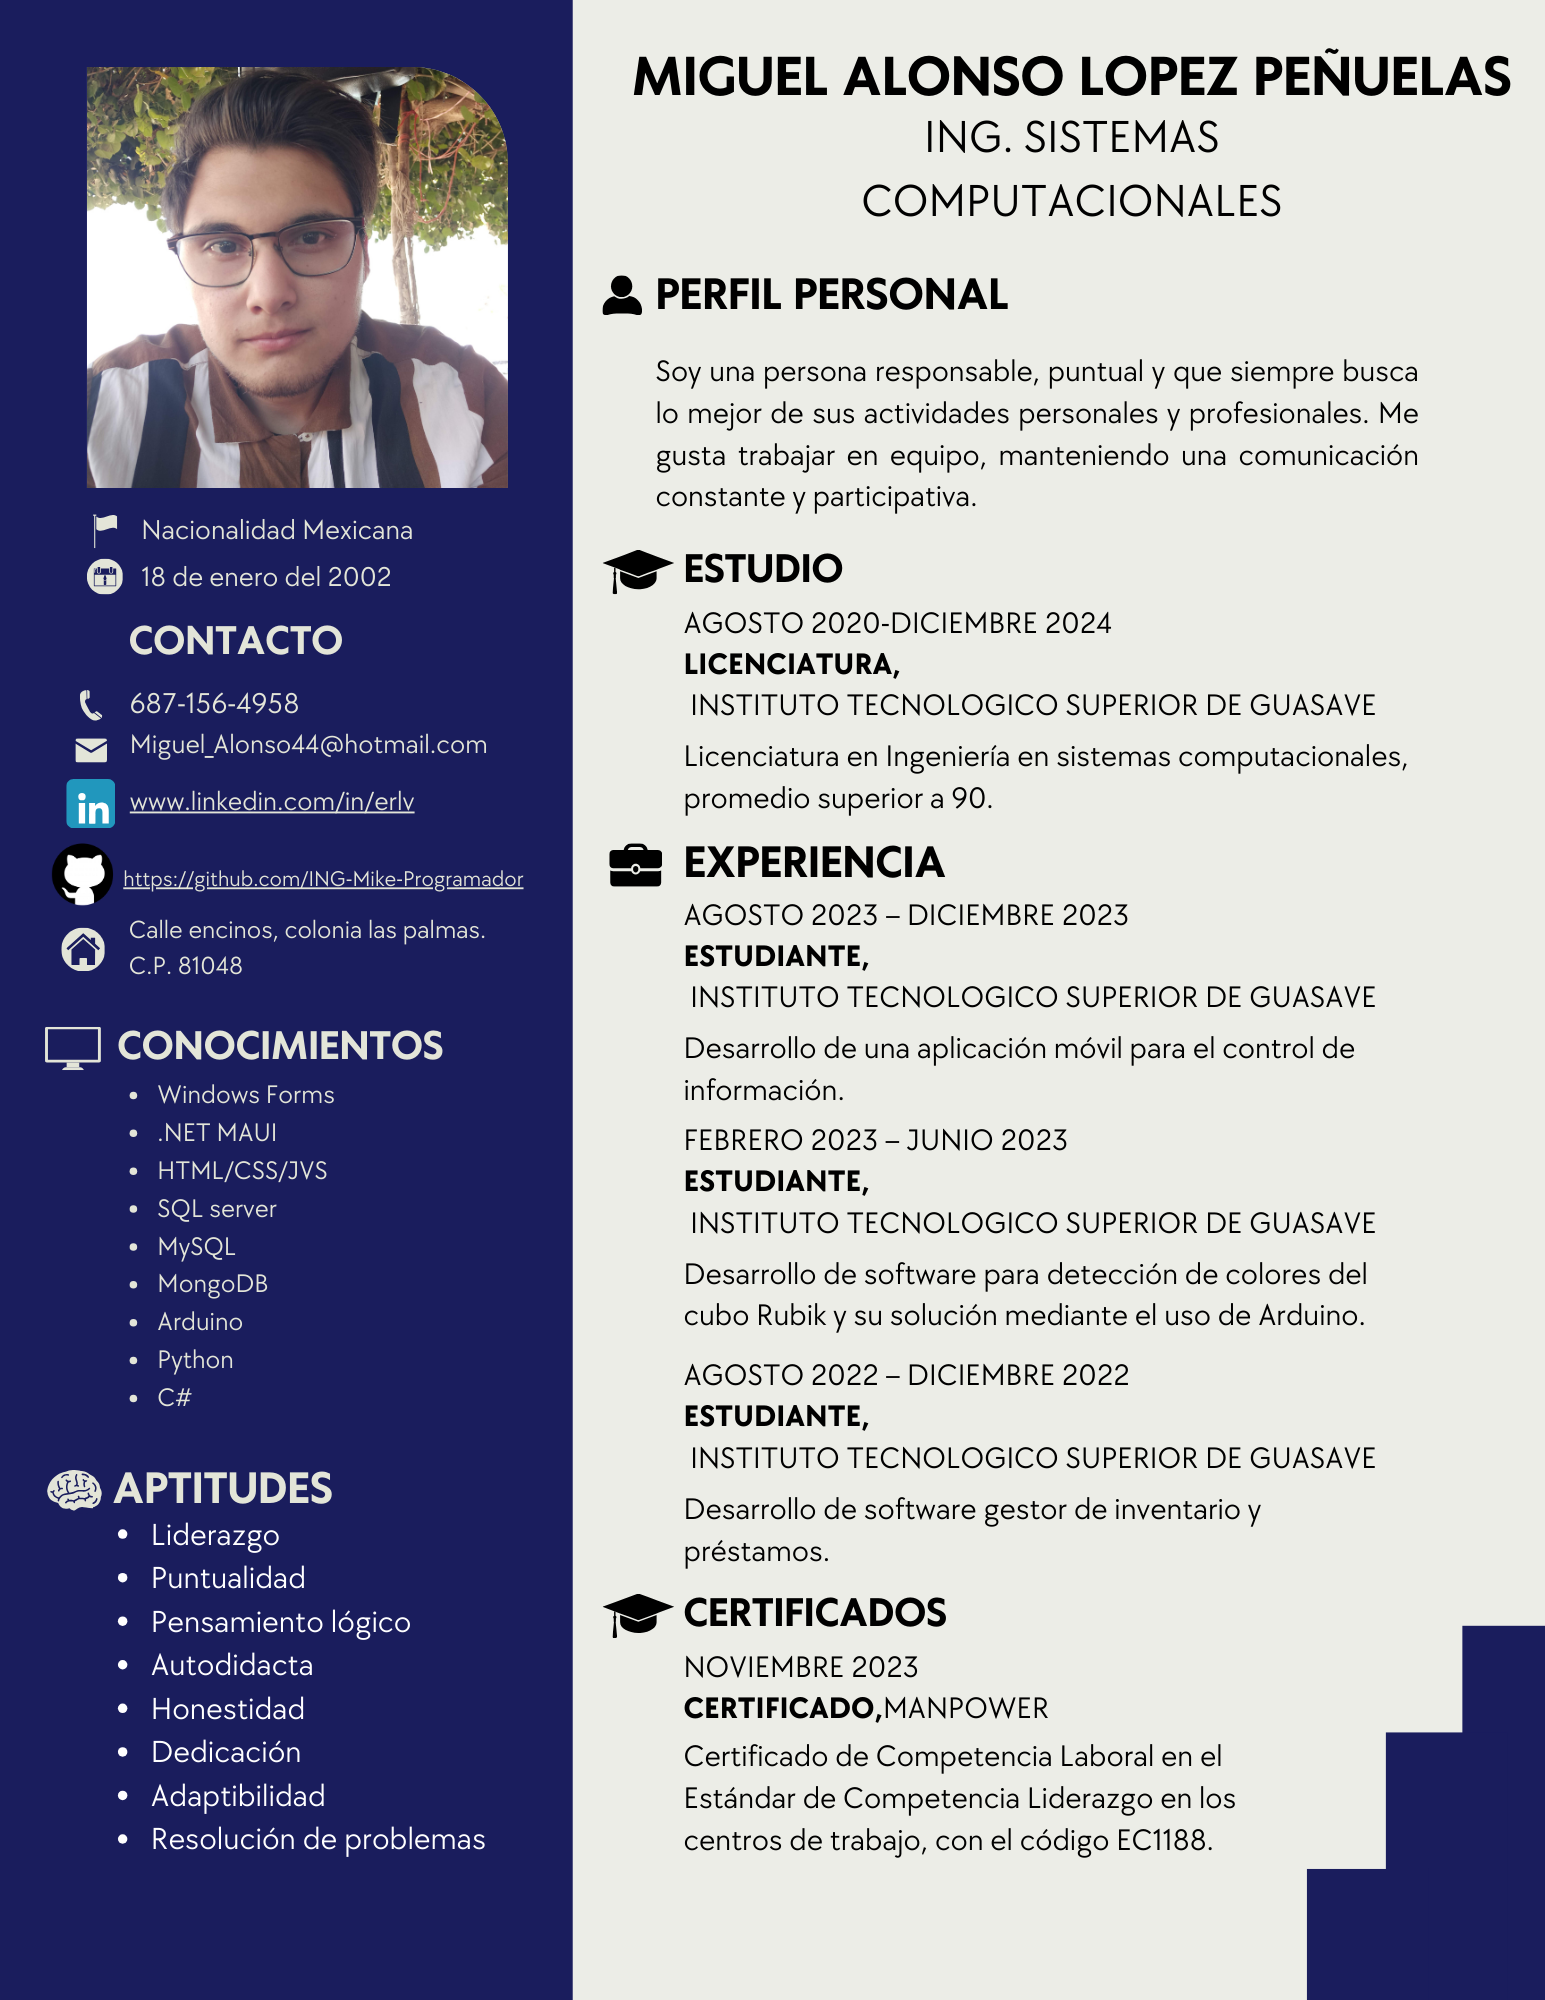 MIGUEL ALONSO LOPEZ PEÑUELAS
ING. SISTEMAS
COMPUTACIONALES
Nacionalidad Mexicana
18 de enero del 2002
CONTACTO
687-156-4958
Miguel_Alonso44@hotmail.com
in
www.linkedin.com/in/erlv
https://github.com/ING-Mike-Programador
Calle encinos, colonia las palmas.
C.P. 81048
CONOCIMIENTOS
• Windows Forms
• .NET MAUI
• HTML/CSS/JVS
• SQL server
• MySQL
• MongoDB
• Arduino
• Python
• C#
APTITUDES
• Liderazgo
• Puntualidad
• Pensamiento lógico
• Autodidacta
• Honestidad
• Dedicación
• Adaptibilidad
• Resolución de problemas
PERFIL PERSONAL
Soy una persona responsable, puntual y que siempre busca
lo mejor de sus actividades personales y profesionales. Me
gusta trabajar en equipo, manteniendo una comunicación
constante y participativa.
ESTUDIO
AGOSTO 2020-DICIEMBRE 2024
LICENCIATURA,
INSTITUTO TECNOLOGICO SUPERIOR DE GUASAVE
Licenciatura en Ingeniería en sistemas computacionales,
promedio superior a 90.
EXPERIENCIA
AGOSTO 2023 – DICIEMBRE 2023
ESTUDIANTE,
INSTITUTO TECNOLOGICO SUPERIOR DE GUASAVE
Desarrollo de una aplicación móvil para el control de
información.
FEBRERO 2023 – JUNIO 2023
ESTUDIANTE,
INSTITUTO TECNOLOGICO SUPERIOR DE GUASAVE
Desarrollo de software para detección de colores del
cubo Rubik y su solución mediante el uso de Arduino.
AGOSTO 2022 – DICIEMBRE 2022
ESTUDIANTE,
INSTITUTO TECNOLOGICO SUPERIOR DE GUASAVE
Desarrollo de software gestor de inventario y
préstamos.
CERTIFICADOS
NOVIEMBRE 2023
CERTIFICADO,MANPOWER
Certificado de Competencia Laboral en el
Estándar de Competencia Liderazgo en los
centros de trabajo, con el código EC1188.